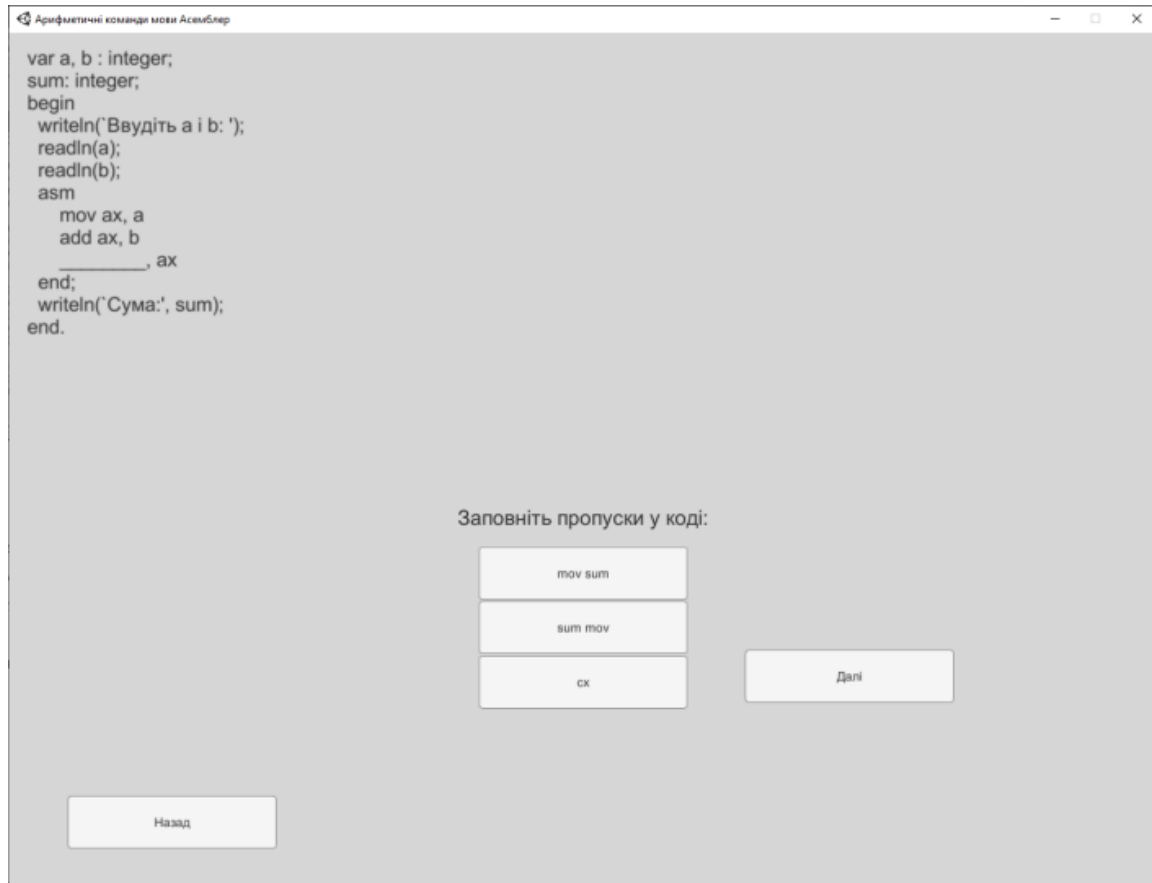 Арифметичні команди мови Асемблер
var a, b : integer;
sum: integer;
begin
writeln(`Ввудіть a і b: ');
readln(a);
readln(b);
asm
mov ax, a
add ax, b
________, ax
end;
writeln(`Сума:', sum);
end.
Заповніть пропуски у коді:
mov sum
sum mov
cx
Далі
Назад